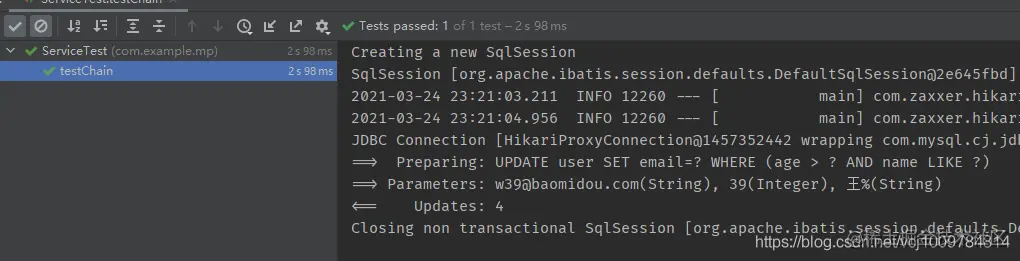 ServiceTest.testChain
Tests passed: 1 of 1 test – 2 s 98 ms
ServiceTest (com.example.mp) 2 s 98 ms
testChain 2 s 98 ms
Creating a new SqlSession
SqlSession [org.apache.ibatis.session.defaults.DefaultSqlSession@2e645fbd]
2021-03-24 23:21:03.211  INFO 12260 --- [           main] com.zaxxer.hikari
2021-03-24 23:21:04.956  INFO 12260 --- [           main] com.zaxxer.hikari
JDBC Connection [HikariProxyConnection@1457352442 wrapping com.mysql.cj.jdb
==>  Preparing: UPDATE user SET email=? WHERE (age > ? AND name LIKE ?)
==> Parameters: w39@baomidou.com(String), 39(Integer), 王%(String)
<==    Updates: 4
Closing non transactional SqlSession [org.apache.ibatis.session.defaults.De